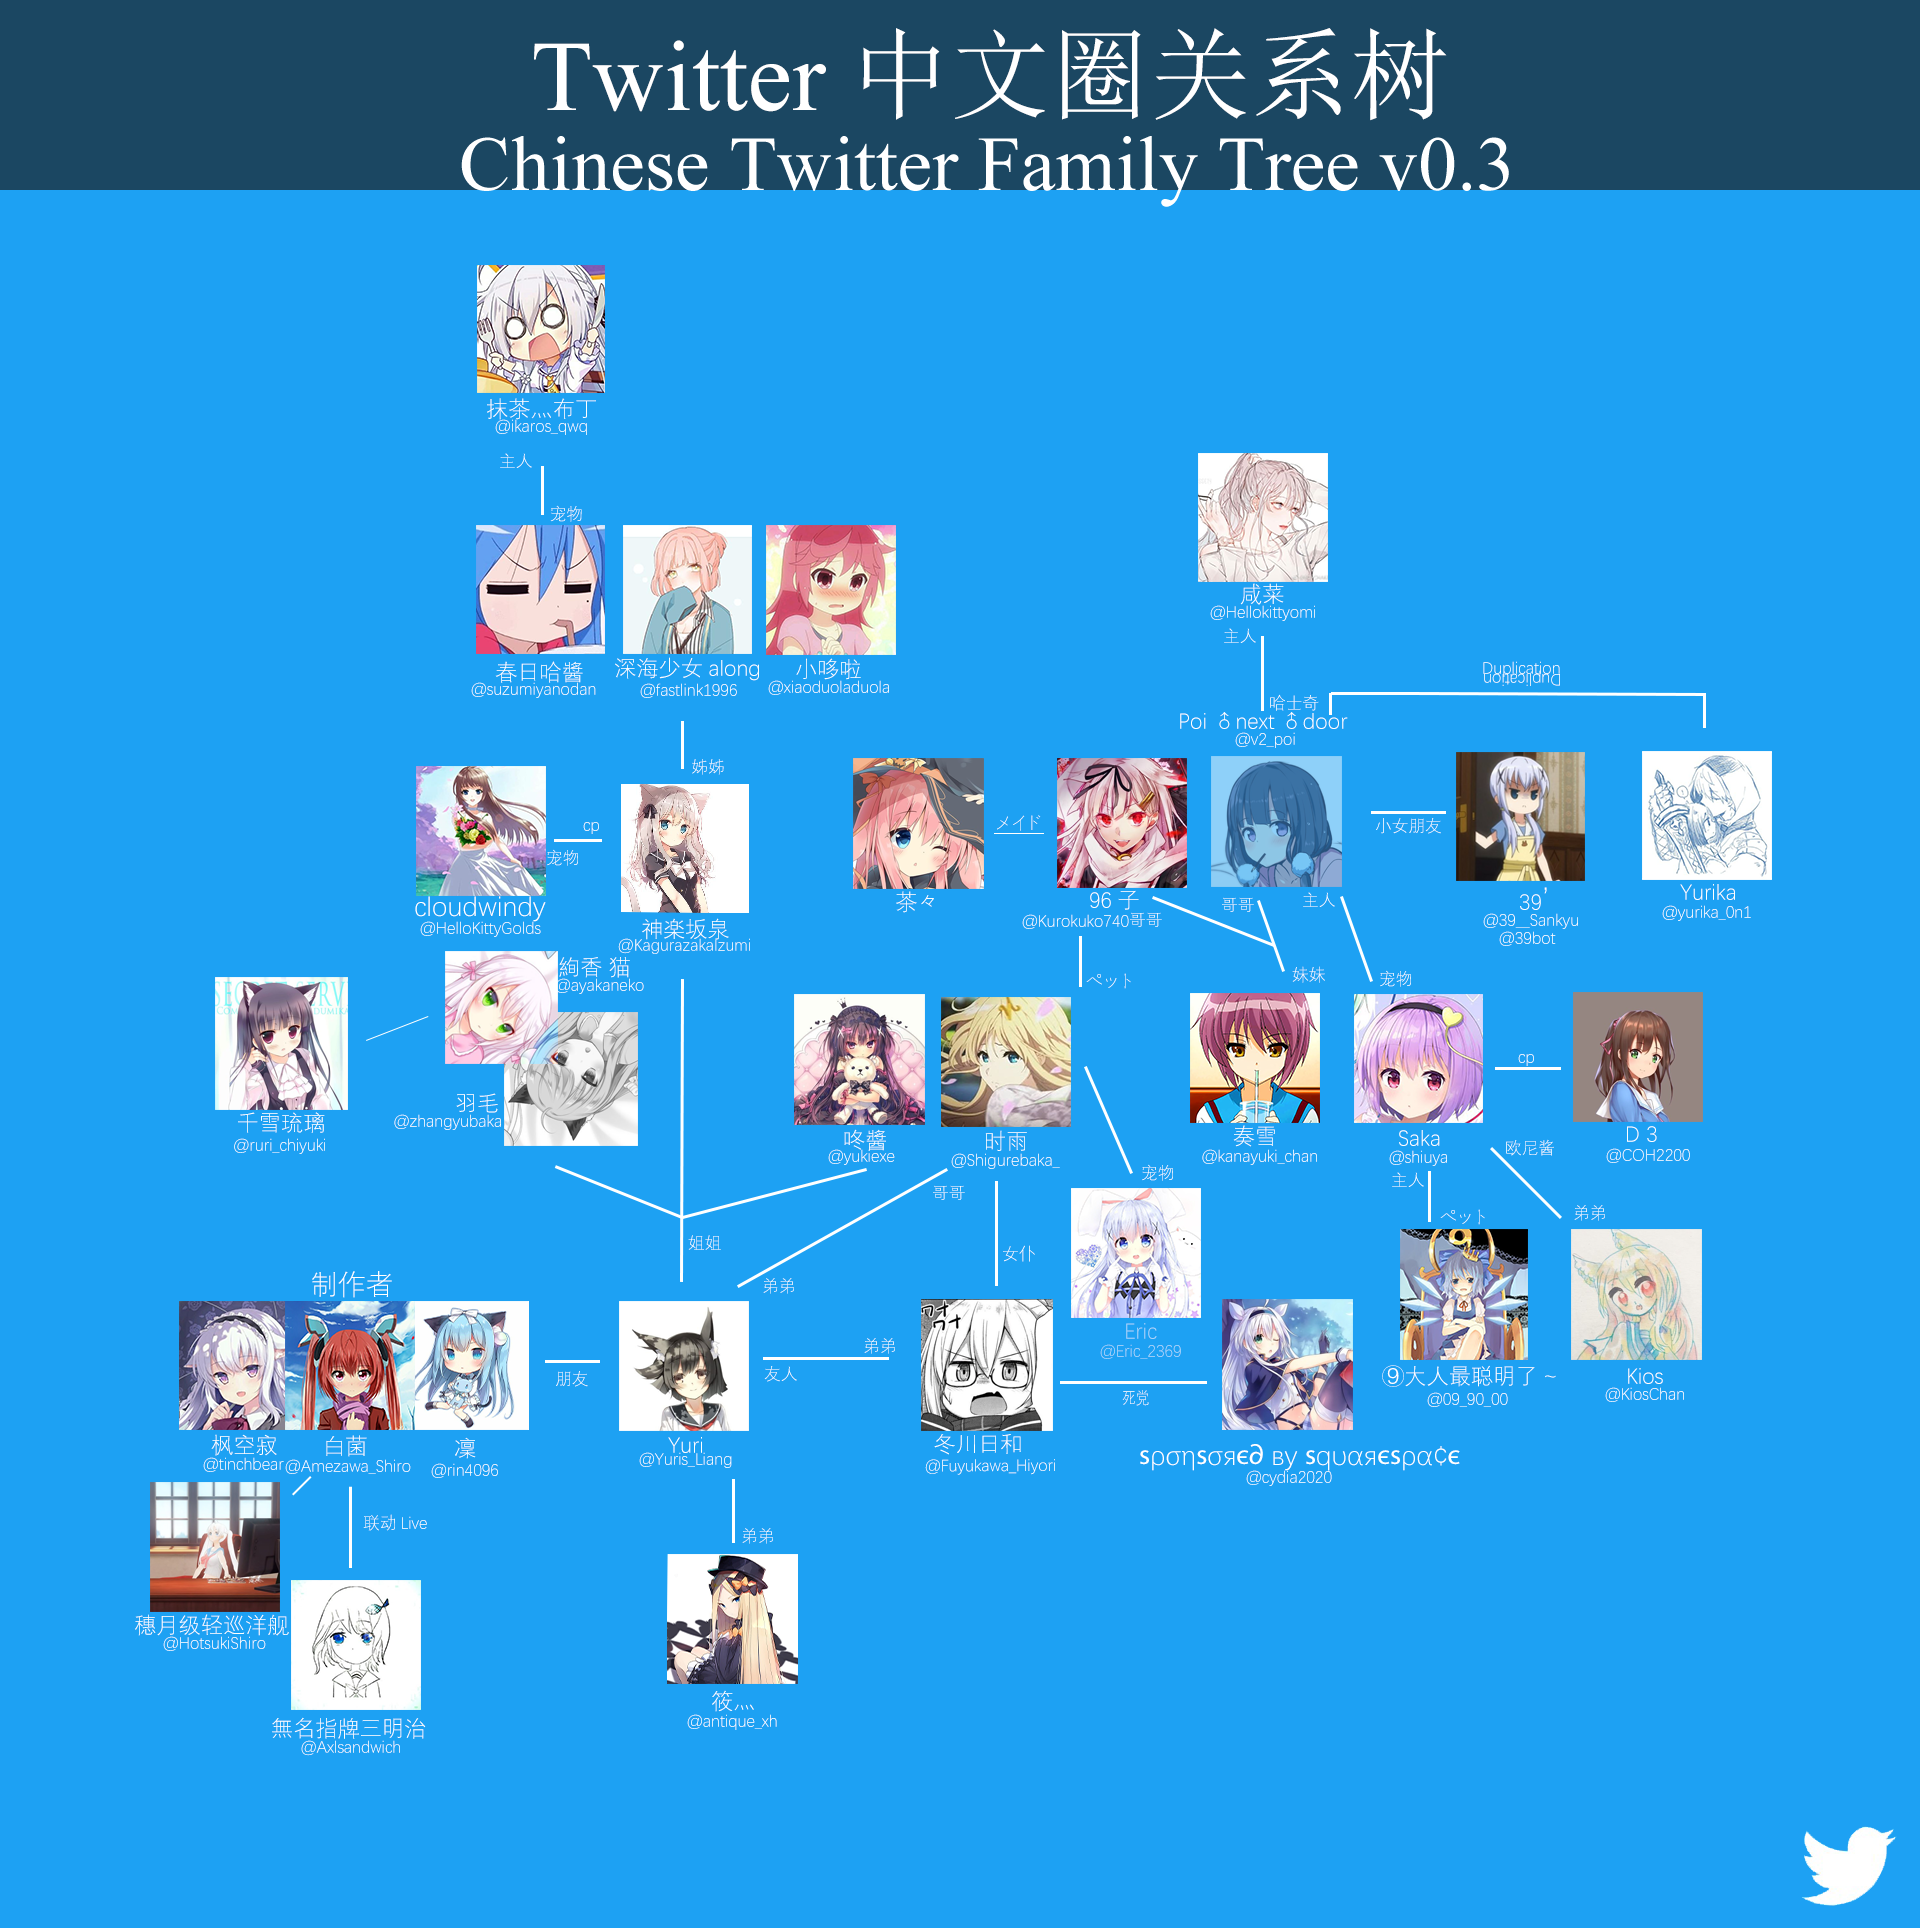 Twitter 中文圈关系树
Chinese Twitter Family Tree v0.3
抹茶灬布丁
@ikaros_qwq
主人
宠物
春日哈醬
@suzumiyanodan
深海少女 along
@fastlink1996
小哆啦
@xiaoduoladuola
咸菜
@Hellokittyomi
主人
哈士奇
Duplication
Duplication
Poi ♂next ♂door
@v2_poi
姊姊
cp
宠物
cloudwindy
@HelloKittyGolds
神楽坂泉
@KagurazakaIzumi
茶々
メイド
96 子
@Kurokuko740
哥哥
哥哥
主人
小女朋友
39'
@39__Sankyu
@39bot
Yurika
@yurika_0n1
絢香 猫
@ayakaneko
ペット
妹妹
宠物
千雪琉璃
@ruri_chiyuki
羽毛
@zhangyubaka
咚醬
@yukiexe
时雨
@Shigurebaka_
奏雪
@kanayuki_chan
Saka
@shiuya
cp
D 3
@COH2200
欧尼酱
主人
ペット
弟弟
宠物
哥哥
姐姐
女仆
弟弟
制作者
ワナ
ワナ
Eric
@Eric_2369
⑨大人最聪明了 ~
@09_90_00
Kios
@KiosChan
朋友
友人
弟弟
死党
枫空寂
@tinchbear
白菌
@Amezawa_Shiro
凜
@rin4096
Yuri
@Yuris_Liang
冬川日和
@Fuyukawa_Hiyori
ѕρσηѕσяє∂ ву ѕqυαяєѕρα¢є
@cydia2020
联动 Live
弟弟
穗月级轻巡洋舰
@HotsukiShiro
無名指牌三明治
@Axlsandwich
筱灬
@antique_xh